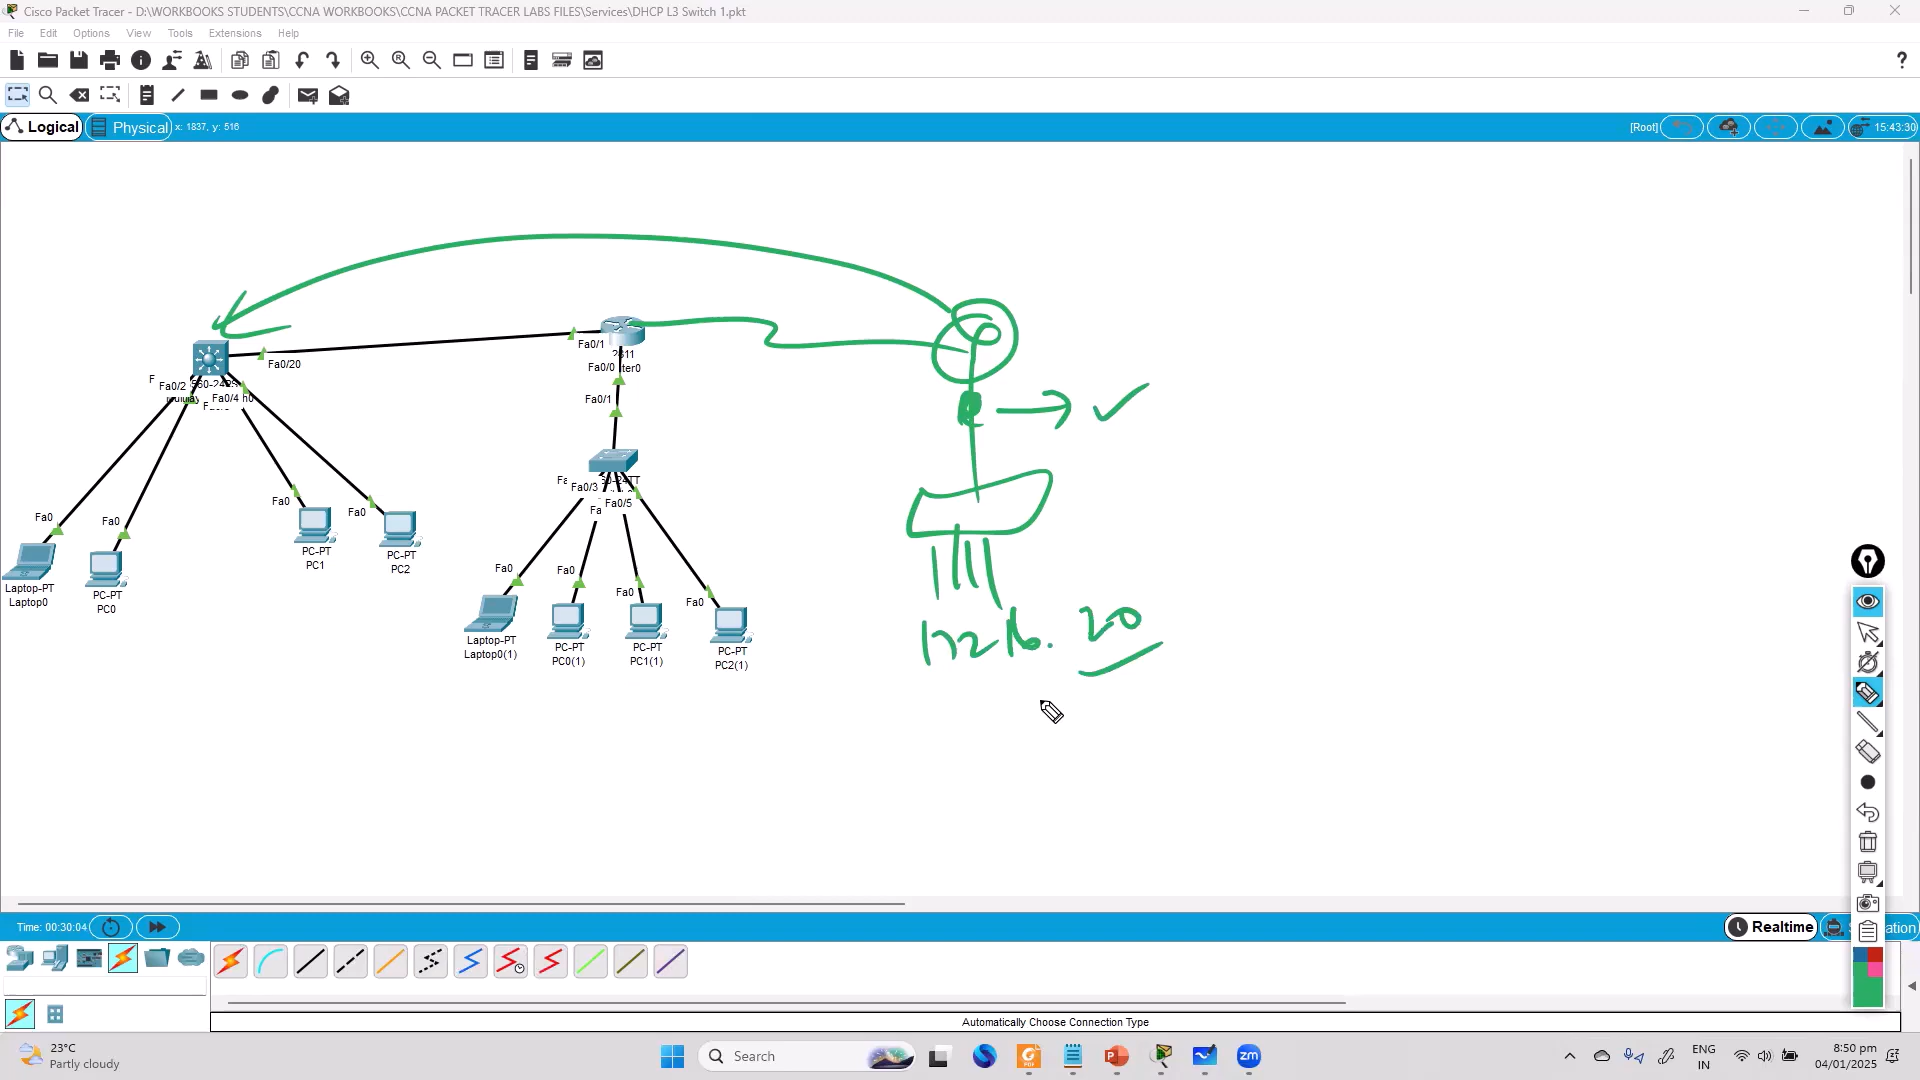 Cisco Packet Tracer - D:\WORKBOOKS STUDENTS\CCNA WORKBOOKS\CCNA PACKET TRACER LABS FILES\Services\DHCP L3 Switch 1.pkt
File Edit Options View Tools Extensions Help
Logical Physical x: 1837, y: 516 [Root] 15:43:30
Fa0/1
Fa0/20
2811
Fa0/0
Fa0/2
Fa0/4
Fa0/1
Fa0/3
Fa0/5
Fa0
Fa0
Fa0
Fa0
PC-PT
PC1
PC-PT
PC2
Laptop-PT
Laptop0
PC-PT
PC0
Fa0
Fa0
Fa0
Fa0
Laptop-PT
Laptop0(1)
PC-PT
PC0(1)
PC-PT
PC1(1)
PC-PT
PC2(1)
172 16. 20
Time: 00:30:04
Realtime
Automatically Choose Connection Type
23°C
Partly cloudy
Search
zm
ENG
IN
8:50 pm
04/01/2025